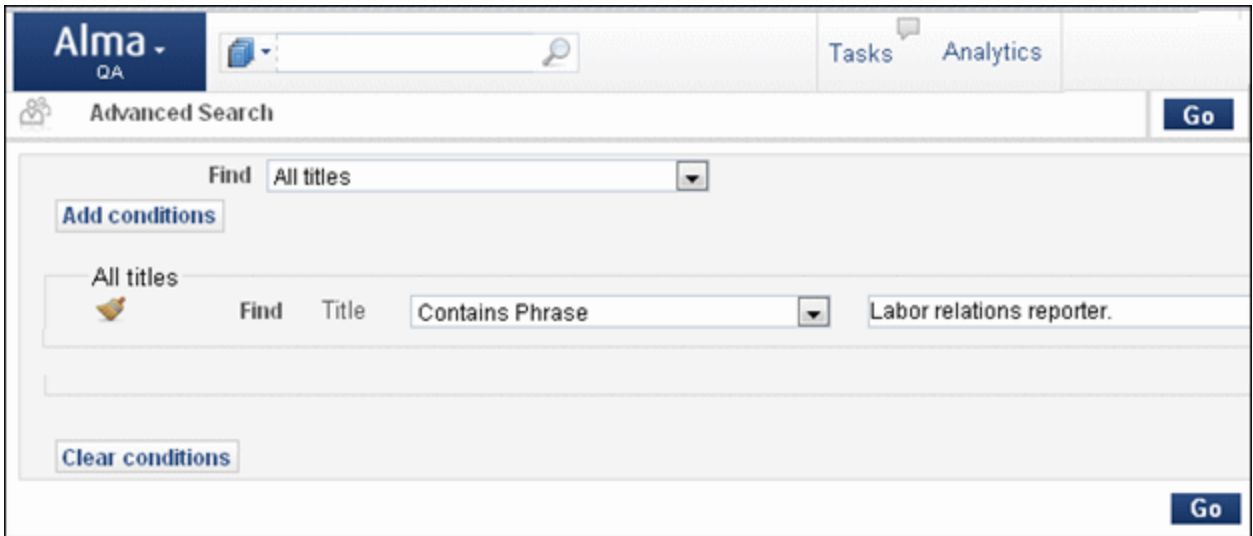 Alma
QA
Tasks Analytics
Advanced Search Go
Find All titles
Add conditions
All titles
Find Title Contains Phrase Labor relations reporter.
Clear conditions
Go